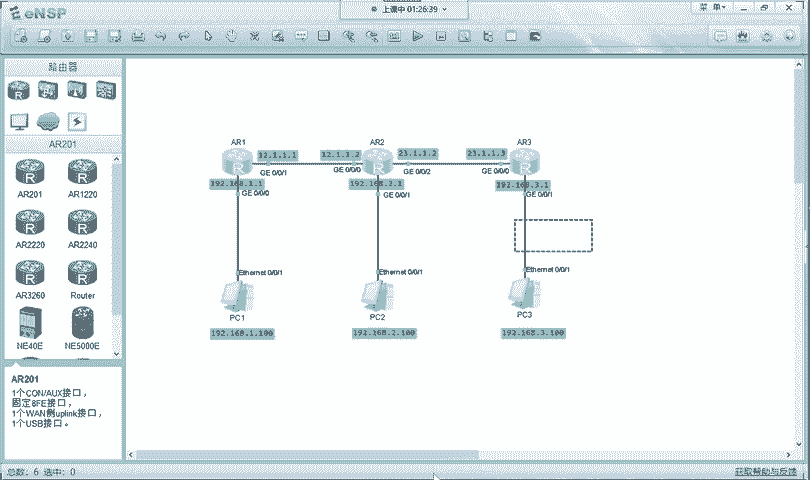 eNSP
上课中 01:26:39
菜 单
路由器
AR201
AR201
AR1220
AR2220
AR2240
AR3260
Router
NE40E
NE5000E
AR201
1个CON/AUX接口，
固定8FE接口，
1个WAN侧uplink接口，
1个USB接口。
AR1
AR2
AR3
12.1.1.1
12.1.1.2
23.1.1.2
23.1.1.3
GE 0/0/1
GE 0/0/0
GE 0/0/2
GE 0/0/0
192.168.1.1
192.168.2.1
192.168.3.1
GE 0/0/0
GE 0/0/1
GE 0/0/1
Ethernet 0/0/1
Ethernet 0/0/1
Ethernet 0/0/1
PC1
PC2
PC3
192.168.1.100
192.168.2.100
192.168.3.100
总数: 6 选中: 0
获取帮助与反馈